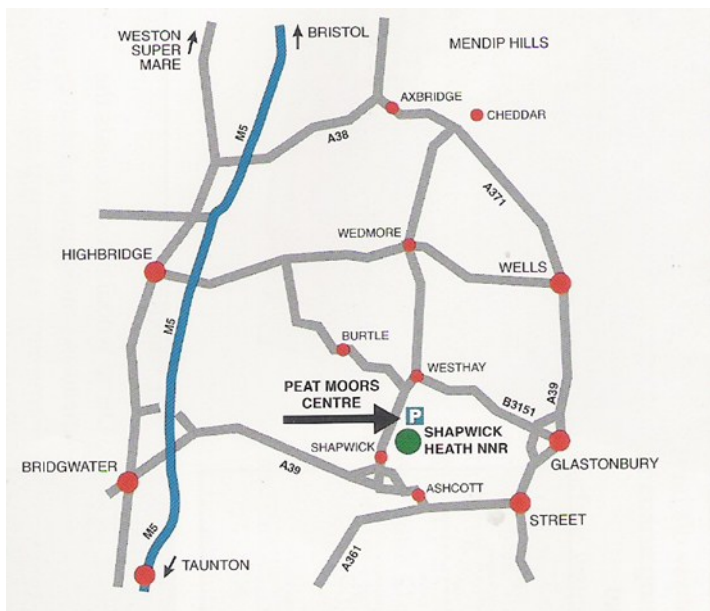 WESTON
SUPER
MARE
BRISTOL
MENDIP HILLS
AXBRIDGE
CHEDDAR
M5
A38
A371
WEDMORE
HIGHBRIDGE
WELLS
M5
BURTLE
WESTHAY
PEAT MOORS
CENTRE
P
B3151
A39
SHAPWICK
HEATH NNR
SHAPWICK
GLASTONBURY
BRIDGWATER
A39
ASHCOTT
STREET
M5
TAUNTON
A361